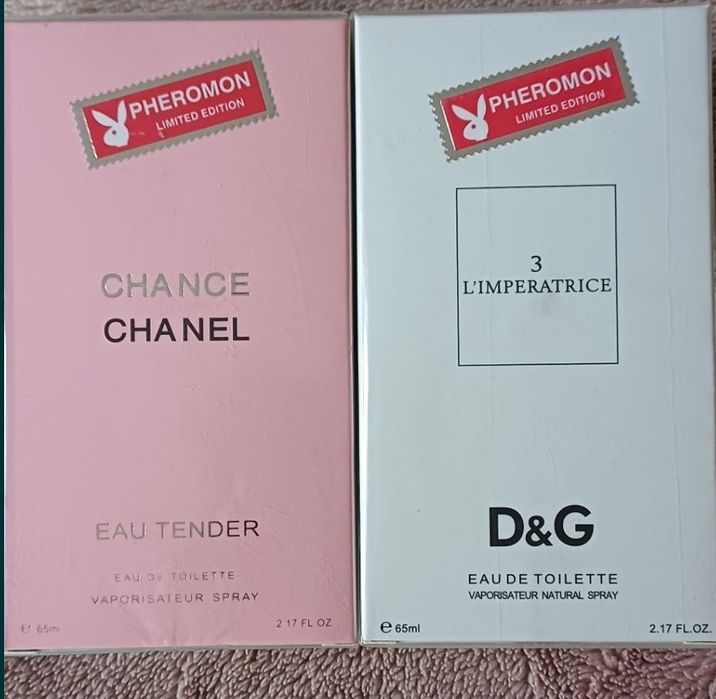 PHEROMON
LIMITED EDITION
CHANCE
CHANEL
EAU TENDER
EAU DE TOILETTE
VAPORISATEUR SPRAY
e 65ml
2.17 FL OZ
PHEROMON
LIMITED EDITION
3
L'IMPERATRICE
D&G
EAU DE TOILETTE
VAPORISATEUR NATURAL SPRAY
e 65ml
2.17 FL.OZ.